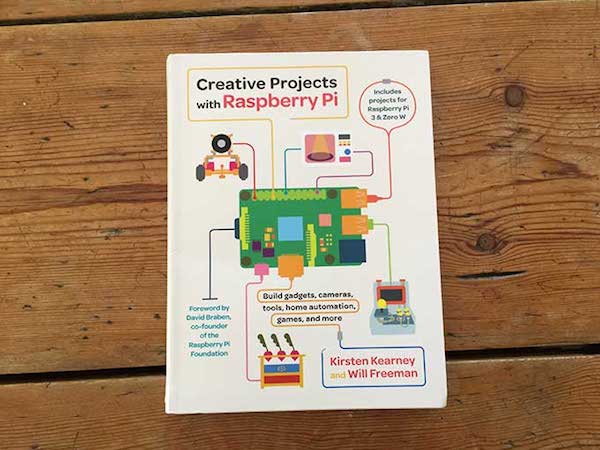 Creative Projects
with Raspberry Pi
Includes
projects for
Raspberry Pi
3 & Zero W
Foreword by
David Braben,
co-founder
of the
Raspberry Pi
Foundation
Build gadgets, cameras,
tools, home automation,
games, and more
Kirsten Kearney
and Will Freeman